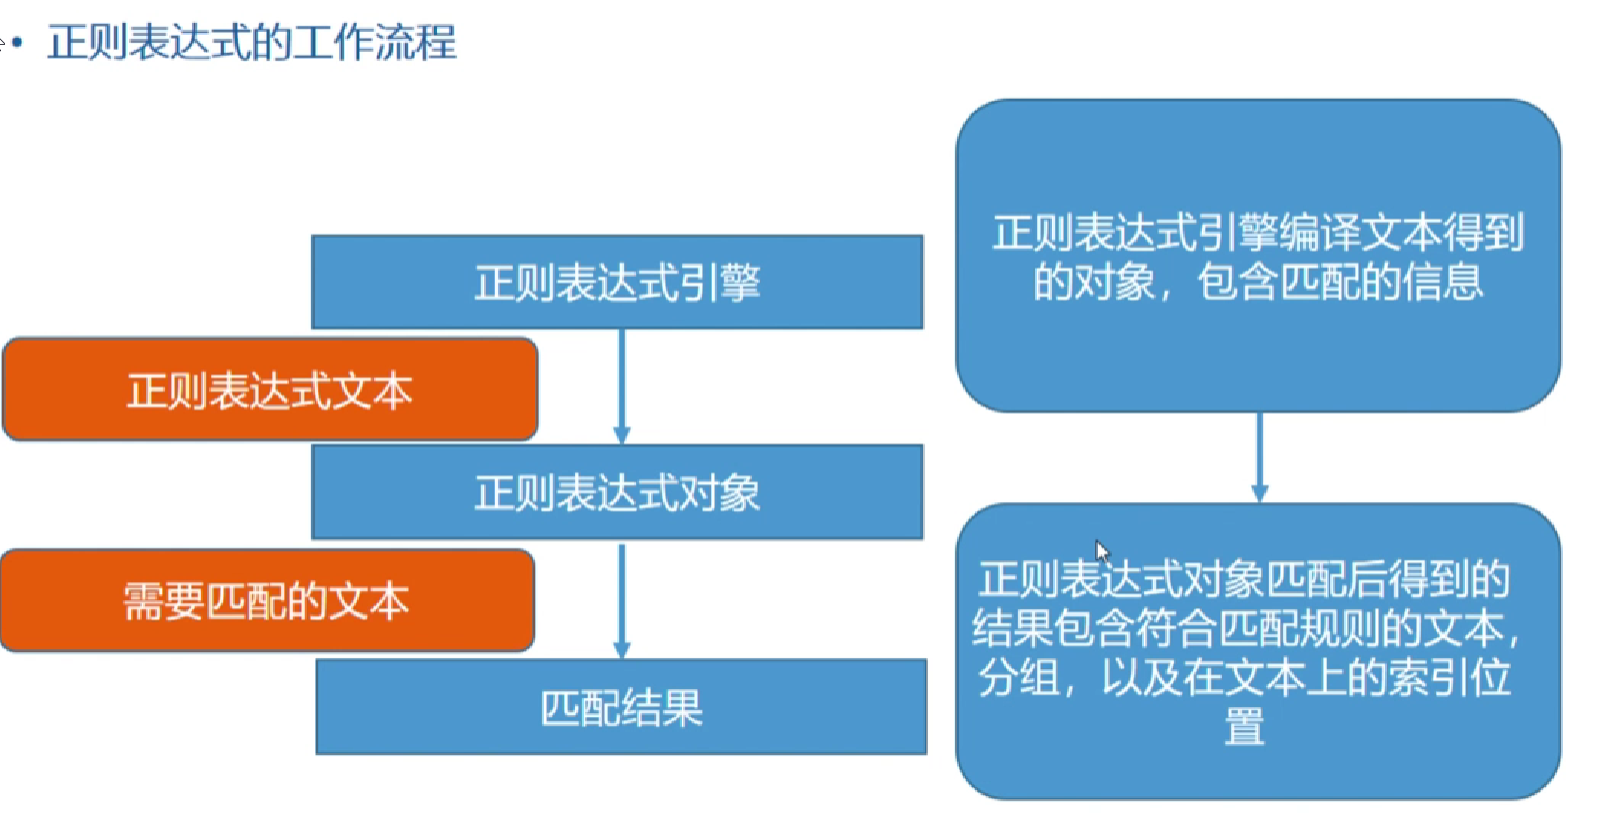 • 正则表达式的工作流程
正则表达式引擎
正则表达式文本
正则表达式对象
需要匹配的文本
匹配结果
正则表达式引擎编译文本得到
的对象，包含匹配的信息
正则表达式对象匹配后得到的
结果包含符合匹配规则的文本，
分组，以及在文本上的索引位
置